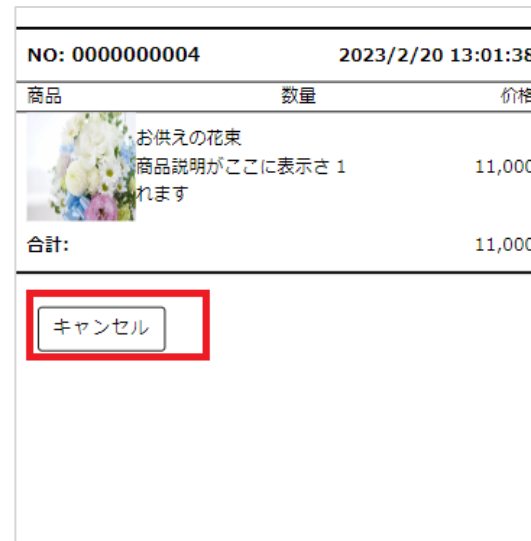 NO: 0000000004 2023/2/20 13:01:38
商品 数量 价格
お供えの花束
商品説明がここに表示さ 1 11,000
れます
合計: 11,000
キャンセル